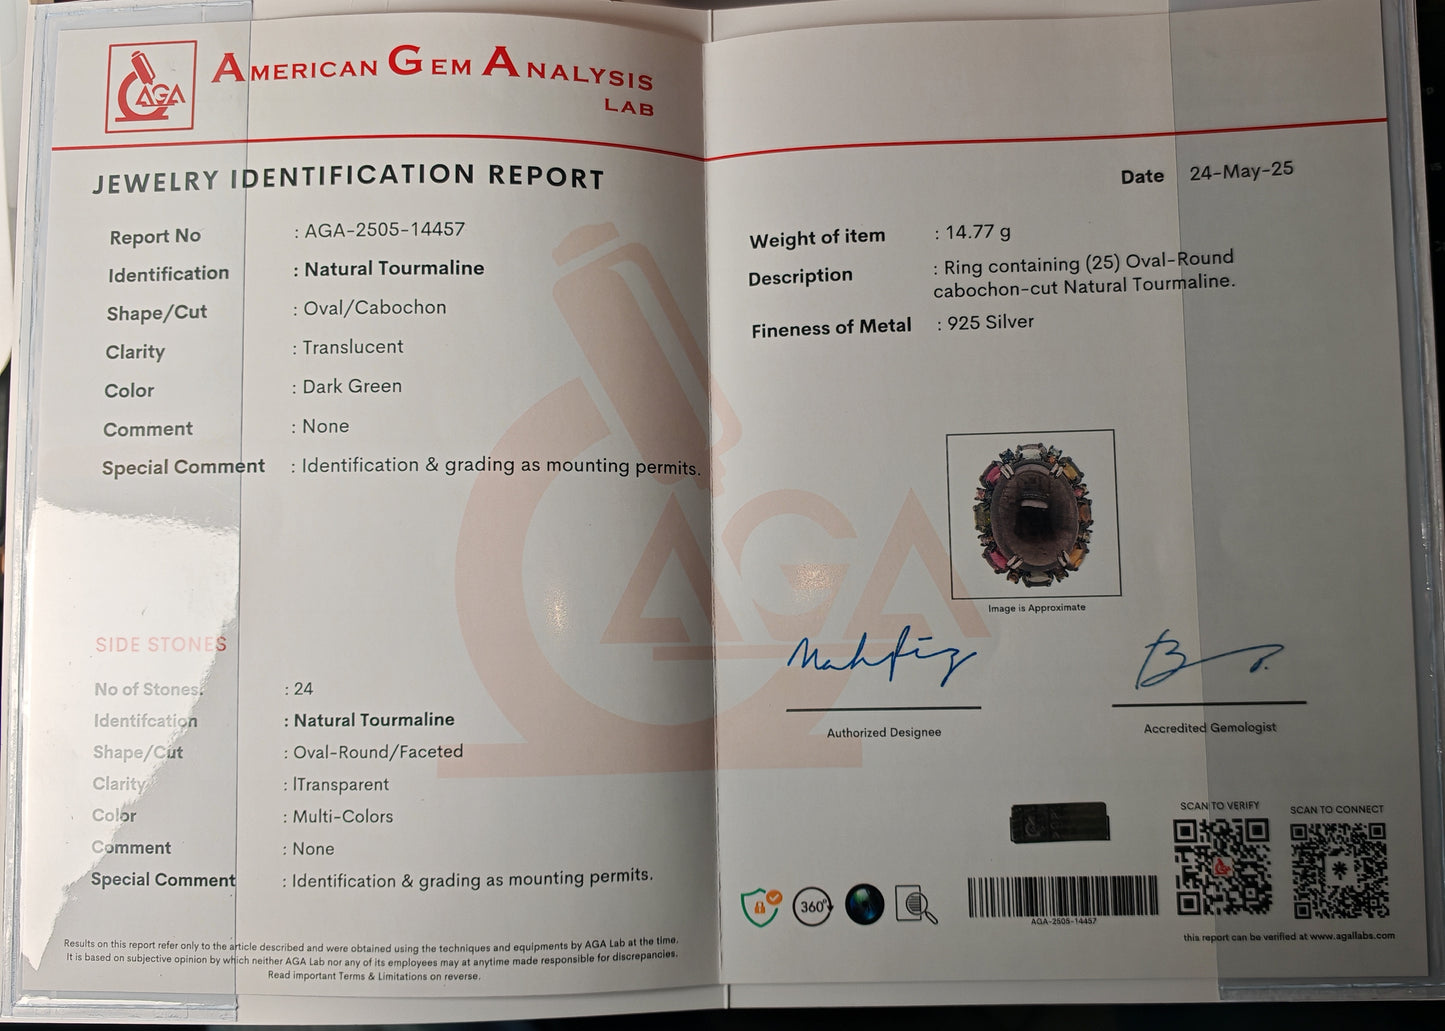 AGA
AMERICAN GEM ANALYSIS
LAB
JEWELRY IDENTIFICATION REPORT
Report No : AGA-2505-14457
Identification : Natural Tourmaline
Shape/Cut : Oval/Cabochon
Clarity : Translucent
Color : Dark Green
Comment : None
Special Comment : Identification & grading as mounting permits.
SIDE STONES
No of Stones. : 24
Identifcation : Natural Tourmaline
Shape/Cut : Oval-Round/Faceted
Clarity : lTransparent
Color : Multi-Colors
Comment : None
Special Comment : Identification & grading as mounting permits.
Results on this report refer only to the article described and were obtained using the techniques and equipments by AGA Lab at the time.
It is based on subjective opinion by which neither AGA Lab nor any of its employees may at anytime made responsible for discrepancies.
Read important Terms & Limitations on reverse.
AGA
Date 24-May-25
Weight of item : 14.77 g
Description : Ring containing (25) Oval-Round
cabochon-cut Natural Tourmaline.
Fineness of Metal : 925 Silver
Image is Approximate
Authorized Designee
Accredited Gemologist
SCAN TO VERIFY
SCAN TO CONNECT
360°
AGA-2505-14457
this report can be verified at www.agallabs.com